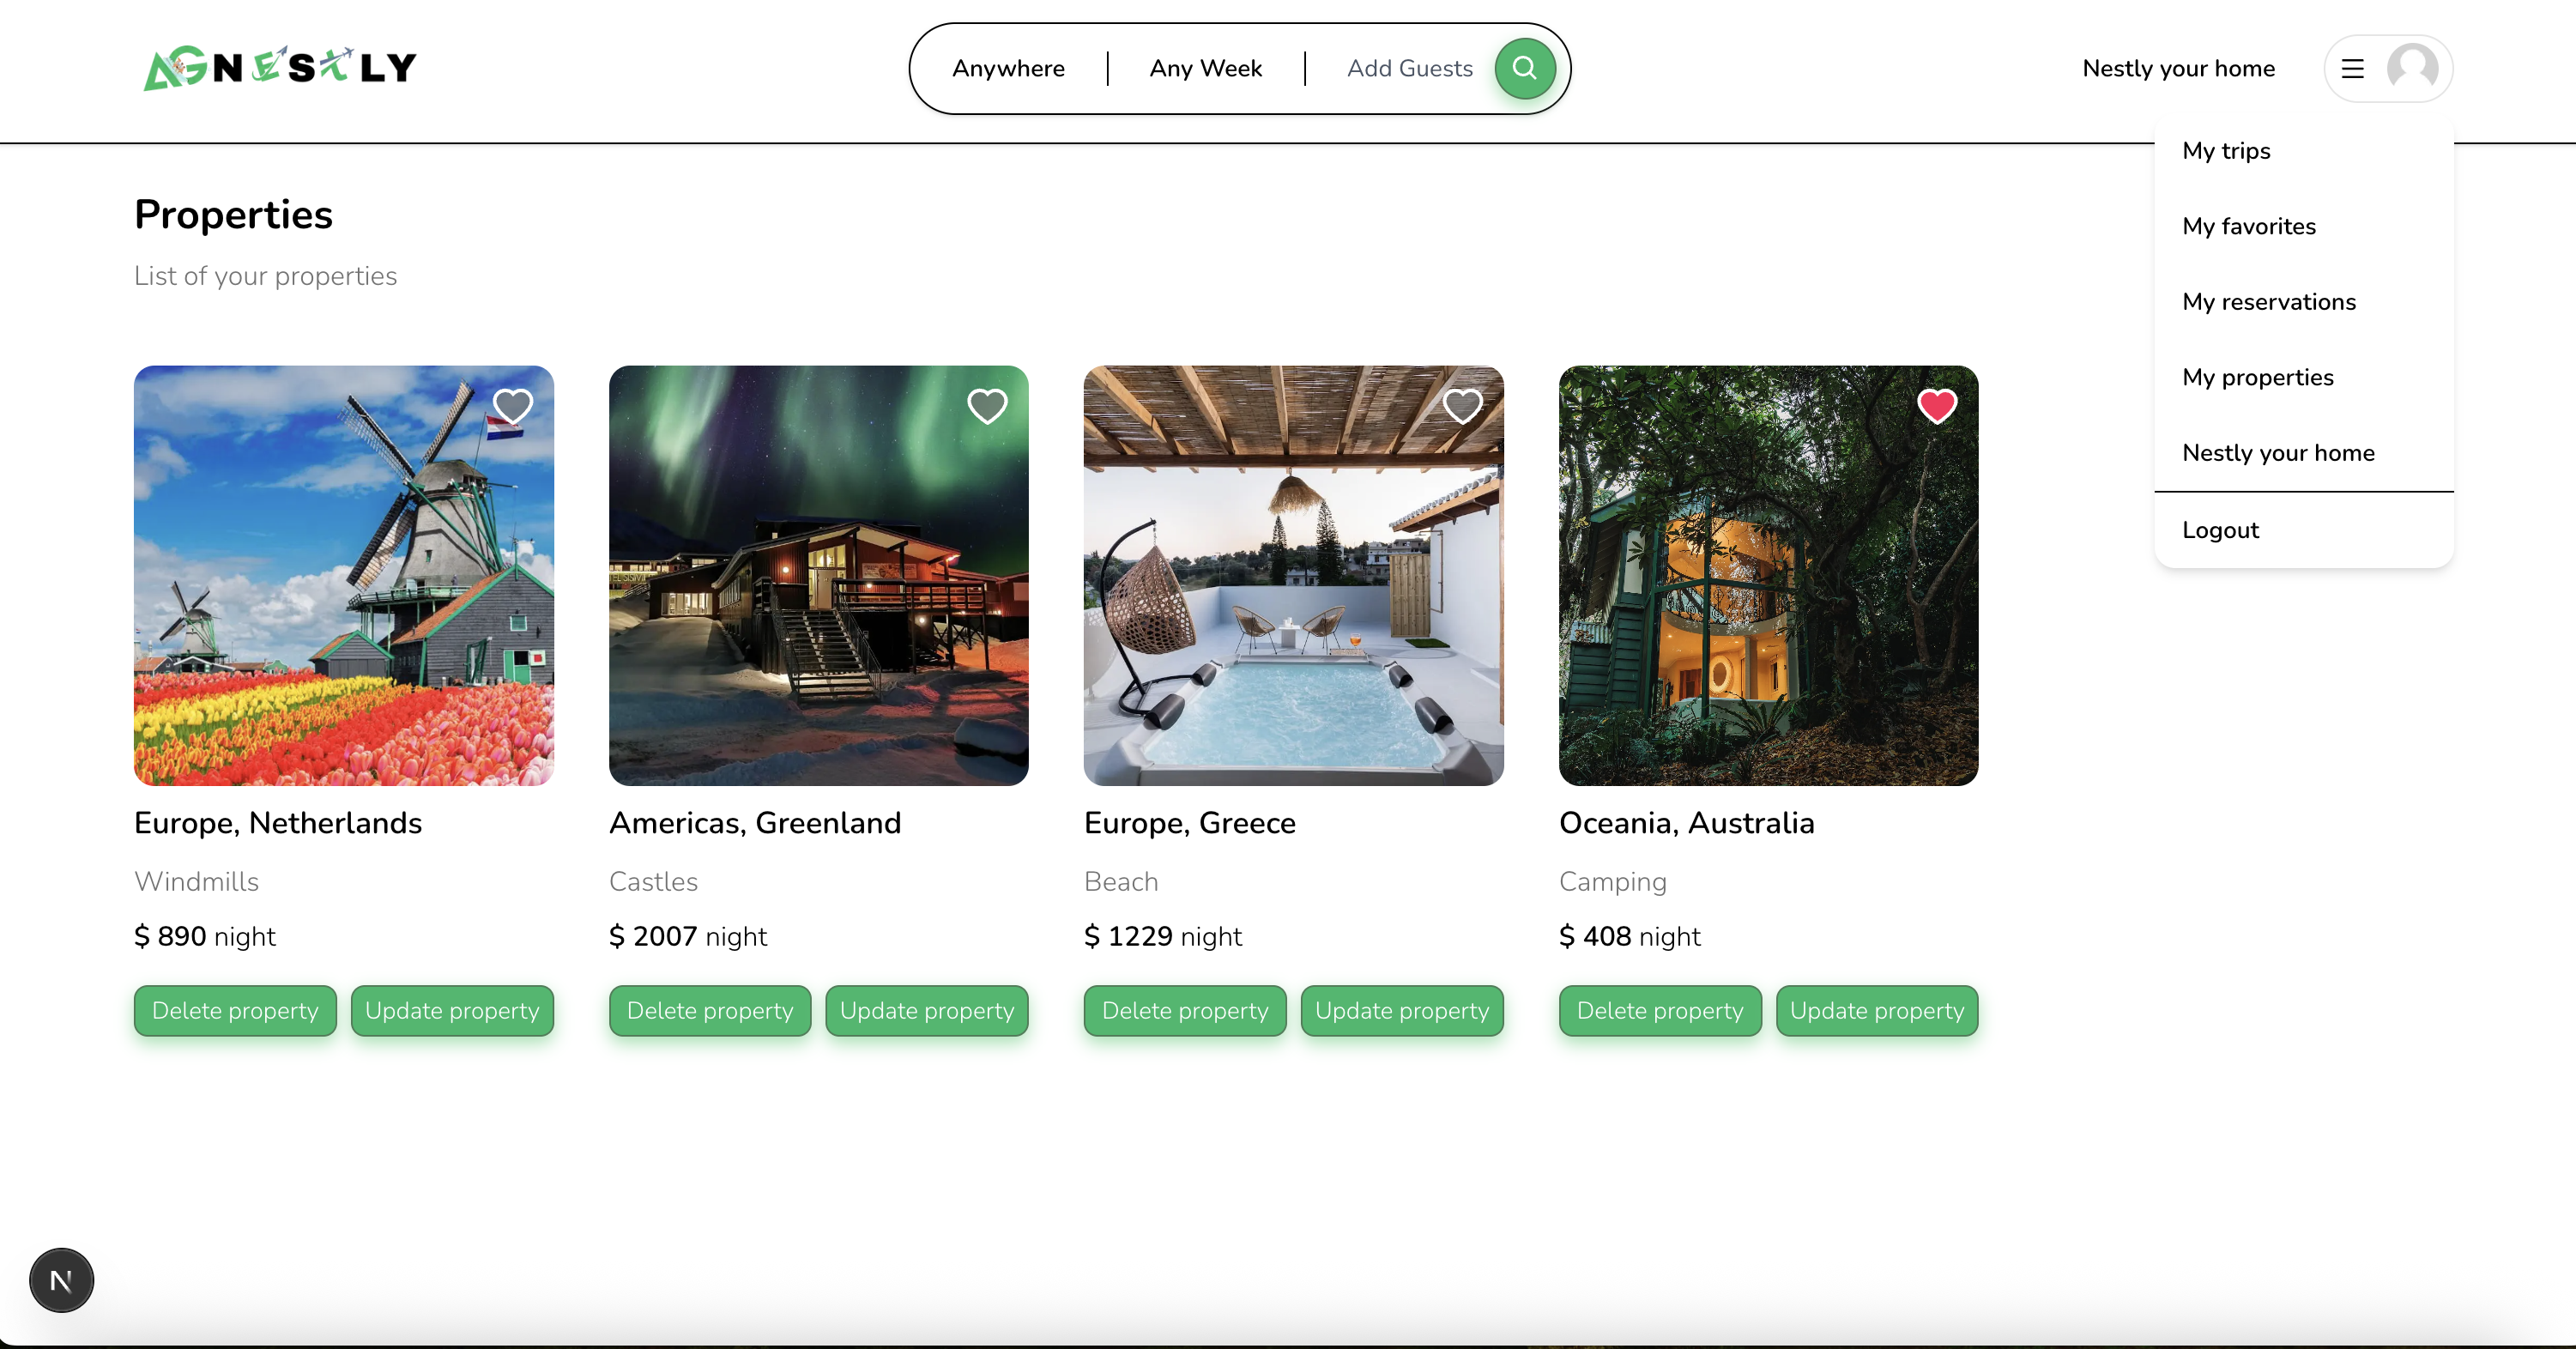 AGNESTLY
Anywhere
Any Week
Add Guests
Nestly your home
My trips
My favorites
My reservations
My properties
Nestly your home
Logout
Properties
List of your properties
Europe, Netherlands
Windmills
$ 890 night
Delete property
Update property
Americas, Greenland
Castles
$ 2007 night
Delete property
Update property
Europe, Greece
Beach
$ 1229 night
Delete property
Update property
Oceania, Australia
Camping
$ 408 night
Delete property
Update property
N